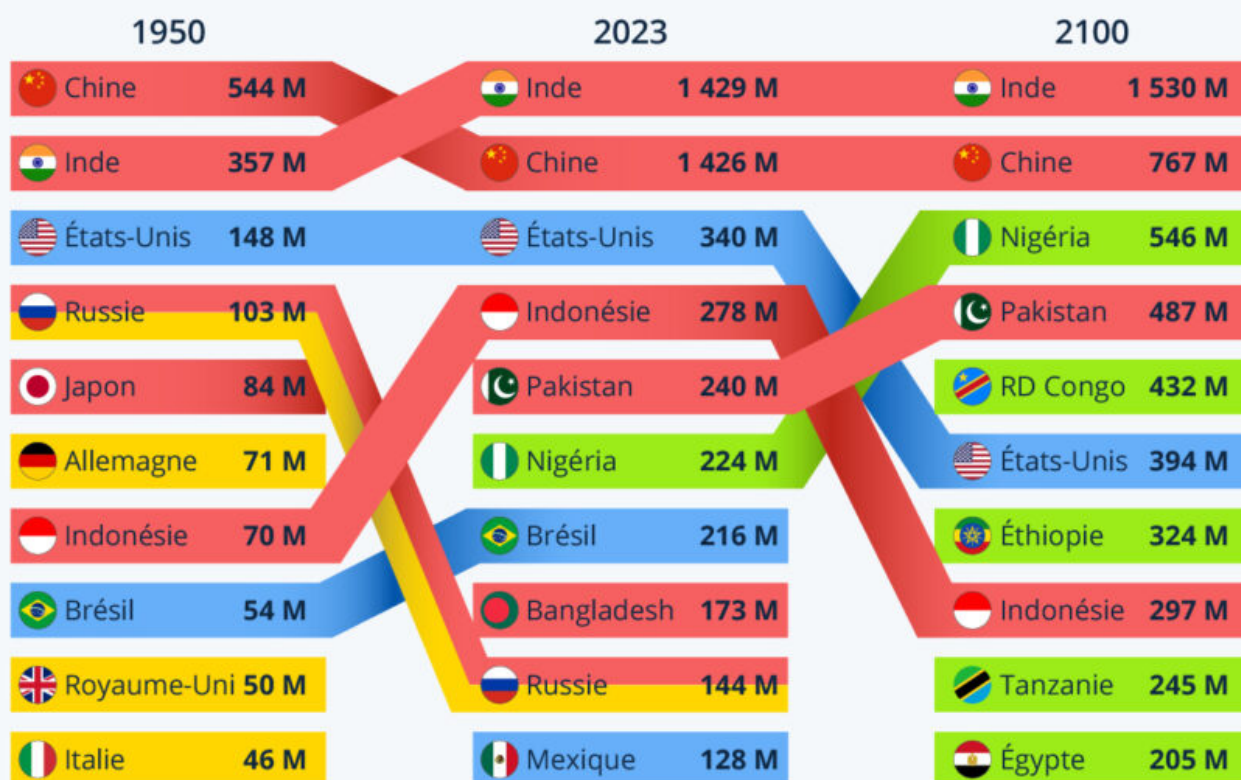 1950 2023 2100
Chine 544 M Inde 1 429 M Inde 1 530 M
Inde 357 M Chine 1 426 M Chine 767 M
États-Unis 148 M États-Unis 340 M Nigéria 546 M
Russie 103 M Indonésie 278 M Pakistan 487 M
Japon 84 M Pakistan 240 M RD Congo 432 M
Allemagne 71 M Nigéria 224 M États-Unis 394 M
Indonésie 70 M Brésil 216 M Éthiopie 324 M
Brésil 54 M Bangladesh 173 M Indonésie 297 M
Royaume-Uni 50 M Russie 144 M Tanzanie 245 M
Italie 46 M Mexique 128 M Égypte 205 M